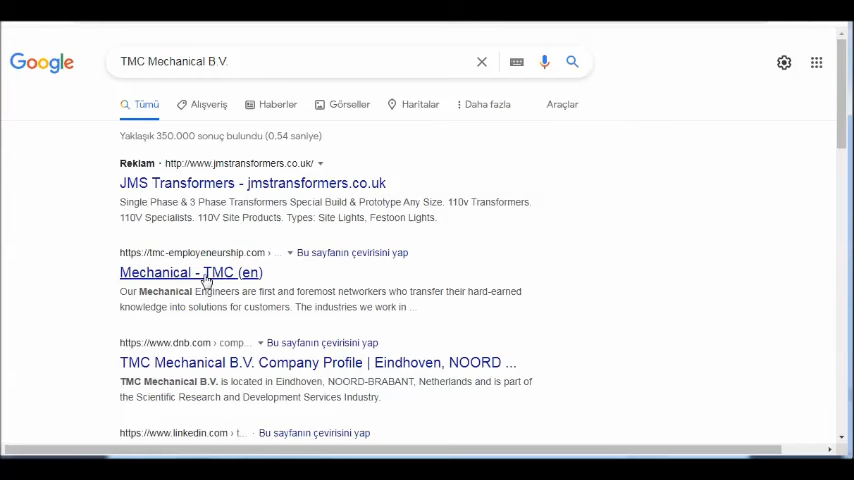 Google
TMC Mechanical B.V.
Tümü Alışveriş Haberler Görseller Haritalar Daha fazla Araçlar
Yaklaşık 350.000 sonuç bulundu (0,54 saniye)
Reklam · http://www.jmstransformers.co.uk/
JMS Transformers - jmstransformers.co.uk
Single Phase & 3 Phase Transformers Special Build & Prototype Any Size. 110v Transformers.
110V Specialists. 110V Site Products. Types: Site Lights, Festoon Lights.
https://tmc-employeneurship.com › ... Bu sayfanın çevirisini yap
Mechanical - TMC (en)
Our Mechanical Engineers are first and foremost networkers who transfer their hard-earned
knowledge into solutions for customers. The industries we work in ...
https://www.dnb.com › comp... Bu sayfanın çevirisini yap
TMC Mechanical B.V. Company Profile | Eindhoven, NOORD ...
TMC Mechanical B.V. is located in Eindhoven, NOORD-BRABANT, Netherlands and is part of
the Scientific Research and Development Services Industry.
https://www.linkedin.com › t... · Bu sayfanın çevirisini yap